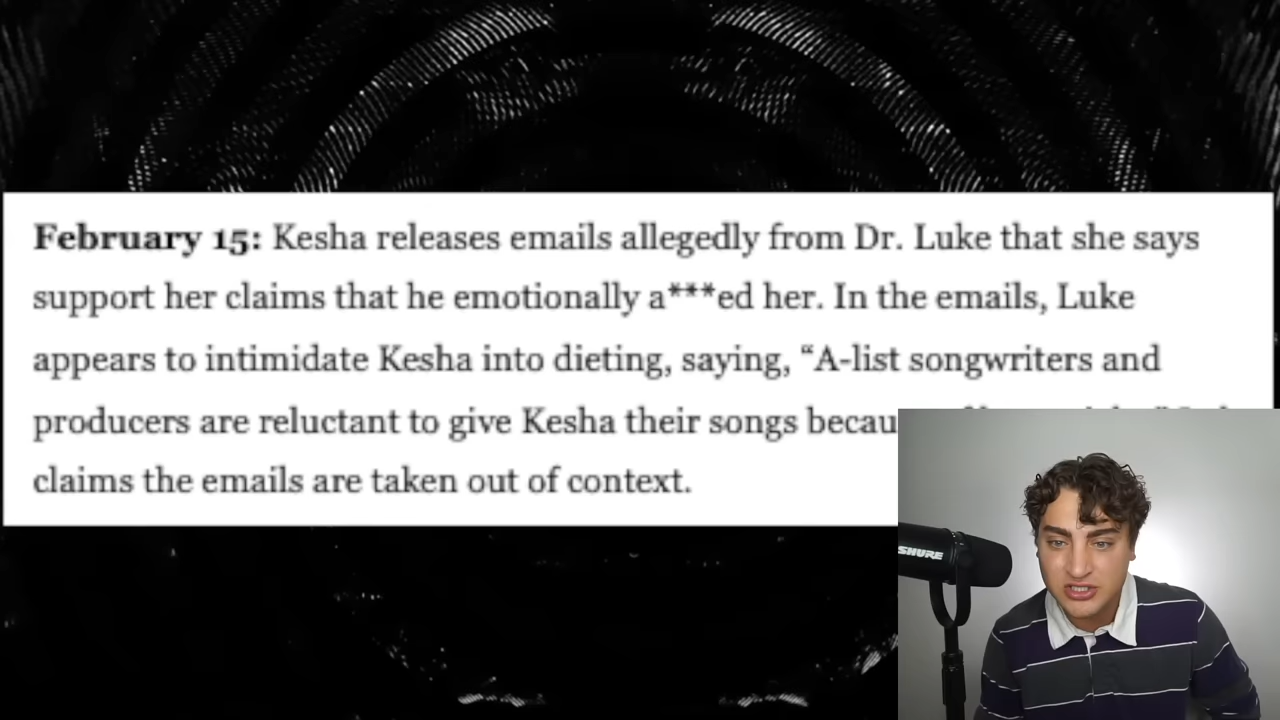 February 15: Kesha releases emails allegedly from Dr. Luke that she says
support her claims that he emotionally a***ed her. In the emails, Luke
appears to intimidate Kesha into dieting, saying, “A-list songwriters and
producers are reluctant to give Kesha their songs
claims the emails are taken out of context.
SHURE